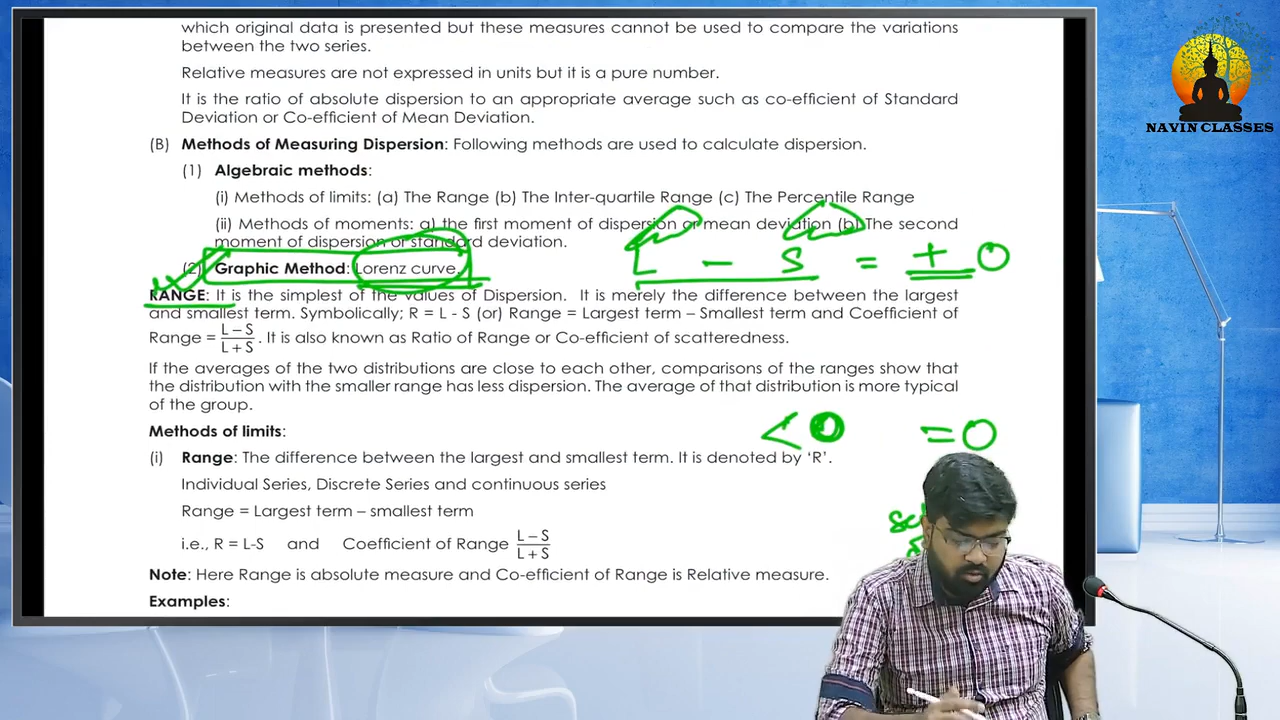 which original data is presented but these measures cannot be used to compare the variations
between the two series.
Relative measures are not expressed in units but it is a pure number.
It is the ratio of absolute dispersion to an appropriate average such as co-efficient of Standard
Deviation or Co-efficient of Mean Deviation.
(B) Methods of Measuring Dispersion: Following methods are used to calculate dispersion.
(1) Algebraic methods:
(i) Methods of limits: (a) The Range (b) The Inter-quartile Range (c) The Percentile Range
(ii) Methods of moments: a) the first moment of dispersion or mean deviation (b) The second
moment of dispersion or standard deviation.
(2) Graphic Method: Lorenz curve.
L – S = + 0
RANGE: It is the simplest of the values of Dispersion. It is merely the difference between the largest
and smallest term. Symbolically; R = L - S (or) Range = Largest term – Smallest term and Coefficient of
Range = L – S / L + S . It is also known as Ratio of Range or Co-efficient of scatteredness.
If the averages of the two distributions are close to each other, comparisons of the ranges show that
the distribution with the smaller range has less dispersion. The average of that distribution is more typical
of the group.
< 0 = 0
Methods of limits:
(i) Range: The difference between the largest and smallest term. It is denoted by ‘R’.
Individual Series, Discrete Series and continuous series
Range = Largest term – smallest term
i.e., R = L-S and Coefficient of Range L – S / L + S
Note: Here Range is absolute measure and Co-efficient of Range is Relative measure.
Examples:
NAVIN CLASSES